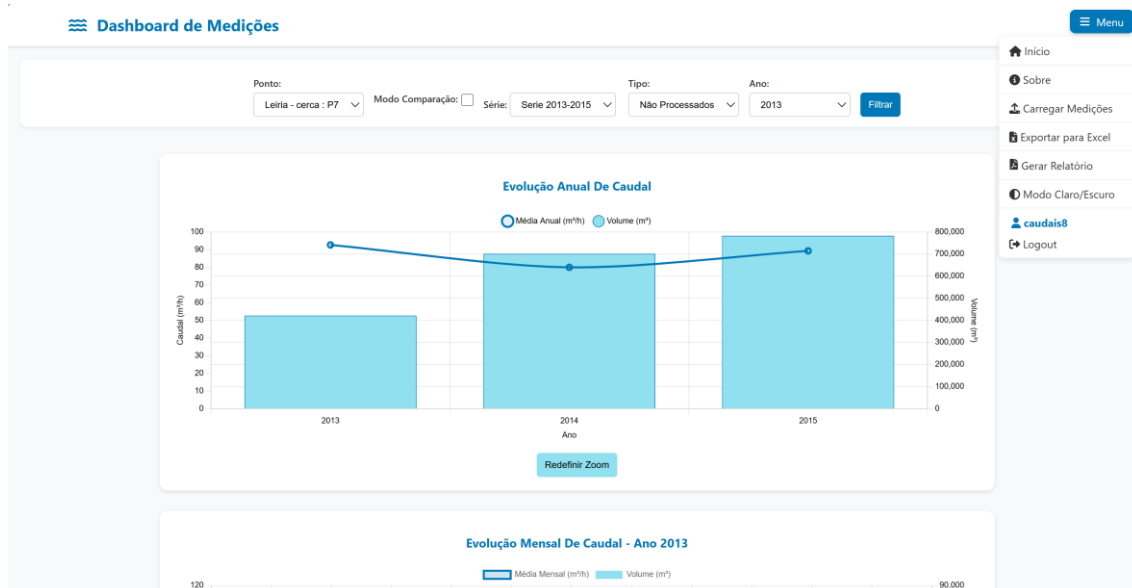 Dashboard de Medições
Menu
Início
Sobre
Carregar Medições
Exportar para Excel
Gerar Relatório
Modo Claro/Escuro
caudais8
Logout
Ponto:
Leiria - cerca : P7
Modo Comparação:
Série:
Serie 2013-2015
Tipo:
Não Processados
Ano:
2013
Filtrar
Evolução Anual De Caudal
Média Anual (m³/h) Volume (m³)
100
90
80
70
60
50
40
30
20
10
0
Caudal (m³/h)
800,000
700,000
600,000
500,000
400,000
300,000
200,000
100,000
0
Volume (m³)
2013 2014 2015
Ano
Redefinir Zoom
Evolução Mensal De Caudal - Ano 2013
Média Mensal (m³/h) Volume (m³)
120 90,000